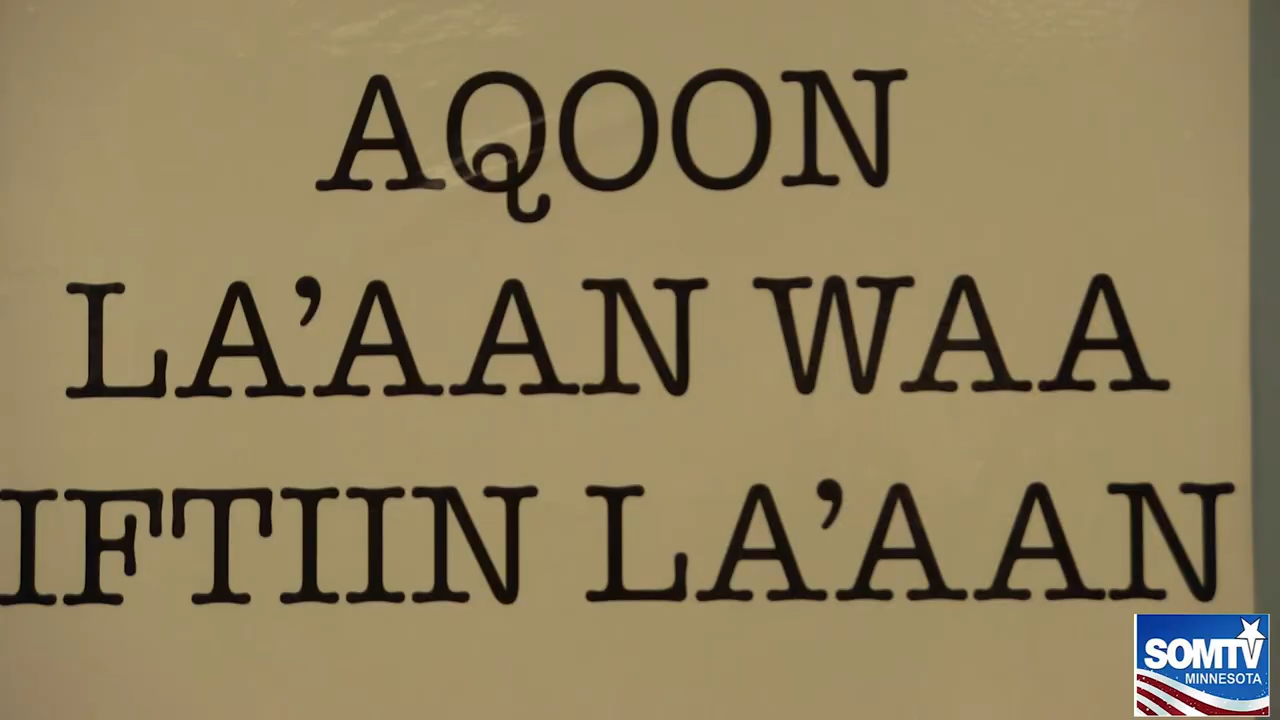 AQOON
LA’AAN WAA
IFTIIN LA’AAN
SOMTV
MINNESOTA